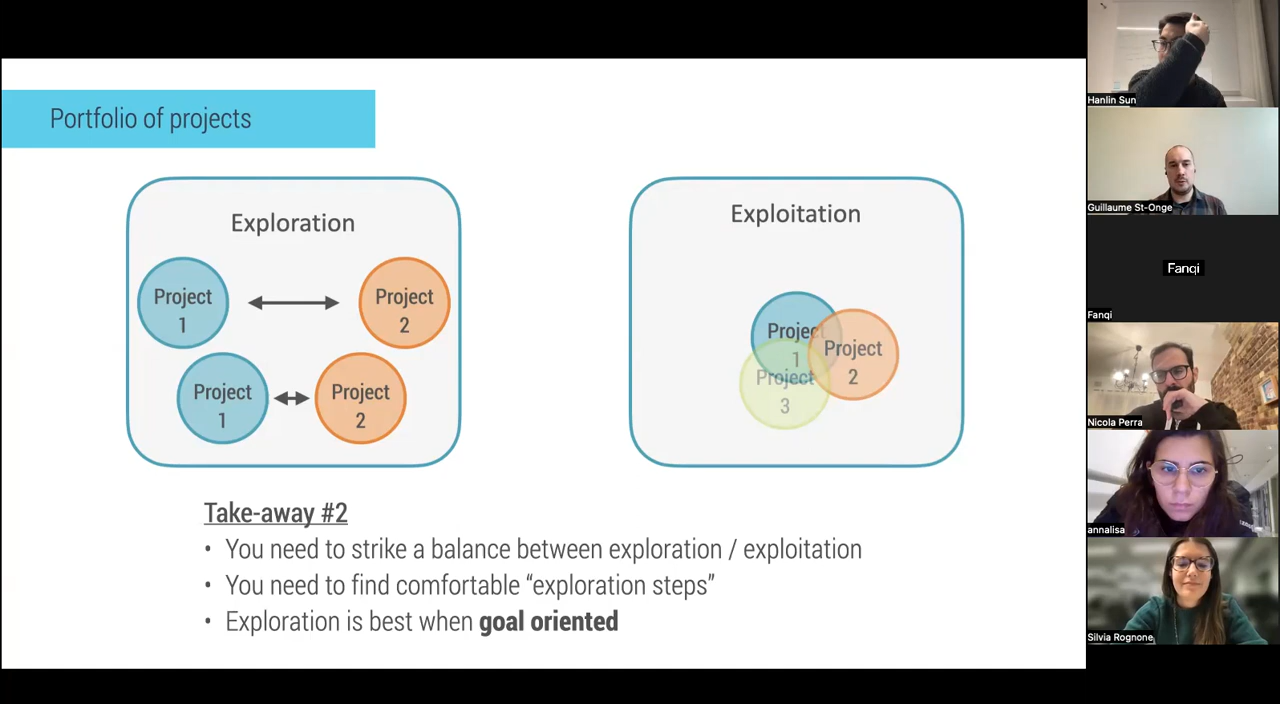 Portfolio of projects
Exploration
Project
1
Project
2
Project
1
Project
2
Exploitation
Project
1
Project
2
Project
3
Take-away #2
• You need to strike a balance between exploration / exploitation
• You need to find comfortable “exploration steps”
• Exploration is best when goal oriented
Hanlin Sun
Guillaume St-Onge
Fanqi
Fanqi
Nicola Perra
annalisa
Silvia Rognone